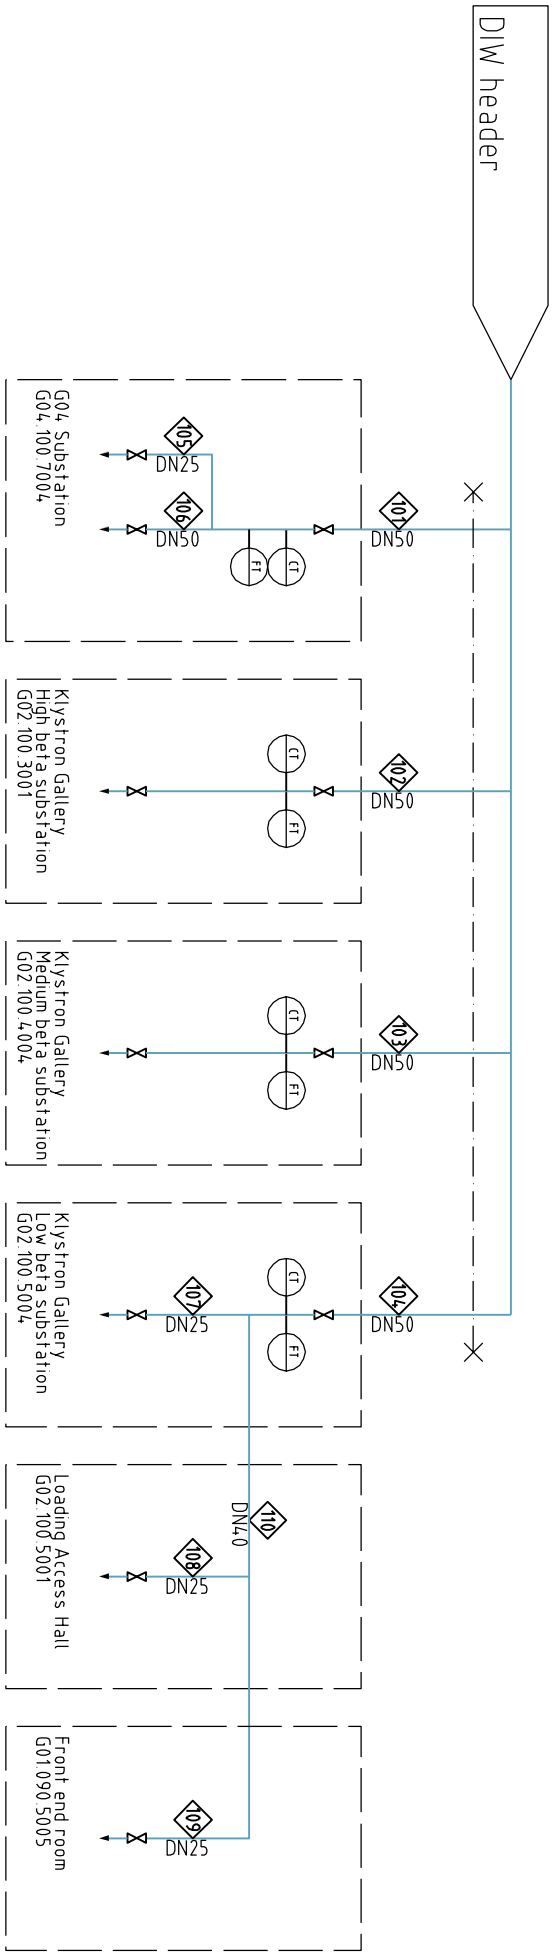 DIW header
101
DN50
102
DN50
103
DN50
104
DN50
CT
FT
CT
FT
CT
FT
CT
FT
110
DN40
105
DN25
106
DN50
107
DN25
108
DN25
109
DN25
G04 Substation
G04.100.7004
Klystron Gallery
High beta substation
G02.100.3001
Klystron Gallery
Medium beta substation
G02.100.4004
Klystron Gallery
Low beta substation
G02.100.5004
Loading Access Hall
G02.100.5001
Front end room
G01.090.5005